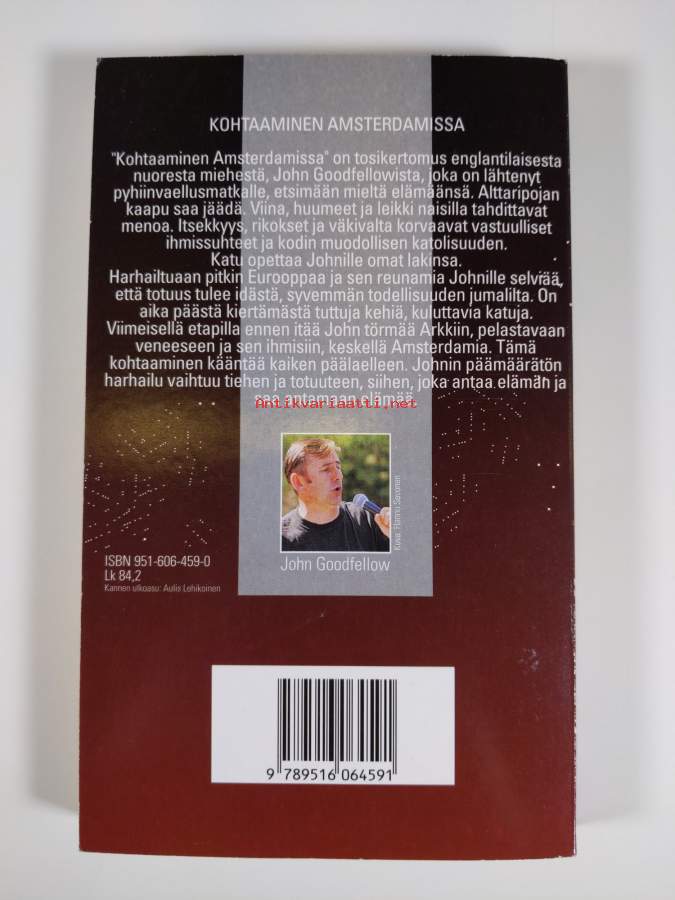 KOHTAAMINEN AMSTERDAMISSA
"Kohtaaminen Amsterdamissa" on tosikertomus englantilaisesta
nuoresta miehestä, John Goodfellowista, joka on lähtenyt
pyhiinvaellusmatkalle, etsimään mieltä elämäänsä. Alttaripojan
kaapu saa jäädä. Viina, huumeet ja leikki naisilla tahdittavat
menoa. Itsekkyys, rikokset ja väkivalta korvaavat vastuulliset
ihmissuhteet ja kodin muodollisen katolisuuden.
Katu opettaa Johnille omat lakinsa.
Harhailtuaan pitkin Eurooppaa ja sen reunamia Johnille selviää,
että totuus tulee idästä, syvemmän todellisuuden jumalilta. On
aika päästä kiertämästä tuttuja kehiä, kuluttavia katuja.
Viimeisellä etapilla ennen itää John törmää Arkkiin, pelastavaan
veneeseen ja sen ihmisiin, keskellä Amsterdamia. Tämä
kohtaaminen kääntää kaiken päälaelleen. Johnin päämäärätön
harhailu vaihtuu tiehen ja totuuteen, siihen, joka antaa elämän ja
saa antamaan elämää.
Antikvariaatti.net
Kuva: Hannu Savonen
John Goodfellow
ISBN 951-606-459-0
Lk 84,2
Kannen ulkoasu: Aulis Lehikoinen
9 789516 064591